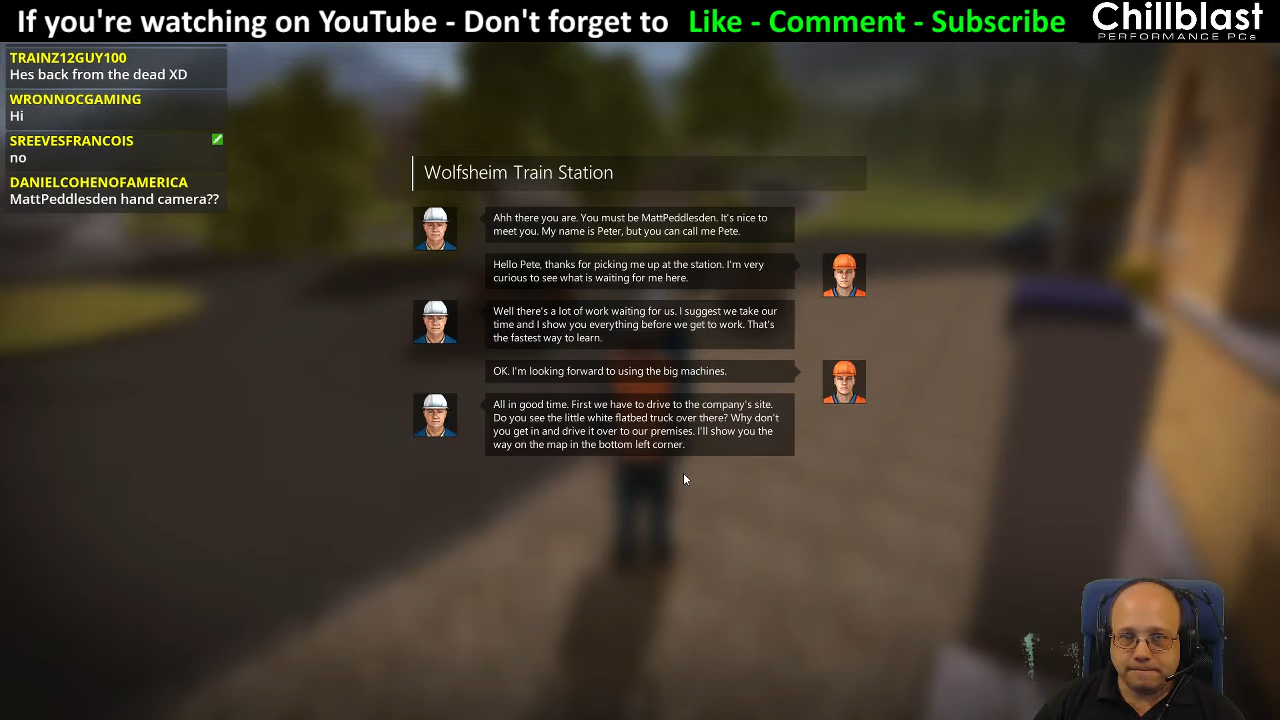 If you're watching on YouTube - Don't forget to Like - Comment - Subscribe
Chillblast
PERFORMANCE PCs
TRAINZ12GUY100
Hes back from the dead XD
WRONNOCGAMING
Hi
SREEVESFRANCOIS
no
DANIELCOHENOFAMERICA
MattPeddlesden hand camera??
Wolfsheim Train Station
Ahh there you are. You must be MattPeddlesden. It's nice to
meet you. My name is Peter, but you can call me Pete.
Hello Pete, thanks for picking me up at the station. I'm very
curious to see what is waiting for me here.
Well there's a lot of work waiting for us. I suggest we take our
time and I show you everything before we get to work. That's
the fastest way to learn.
OK. I'm looking forward to using the big machines.
All in good time. First we have to drive to the company's site.
Do you see the little white flatbed truck over there? Why don't
you get in and drive it over to our premises. I'll show you the
way on the map in the bottom left corner.